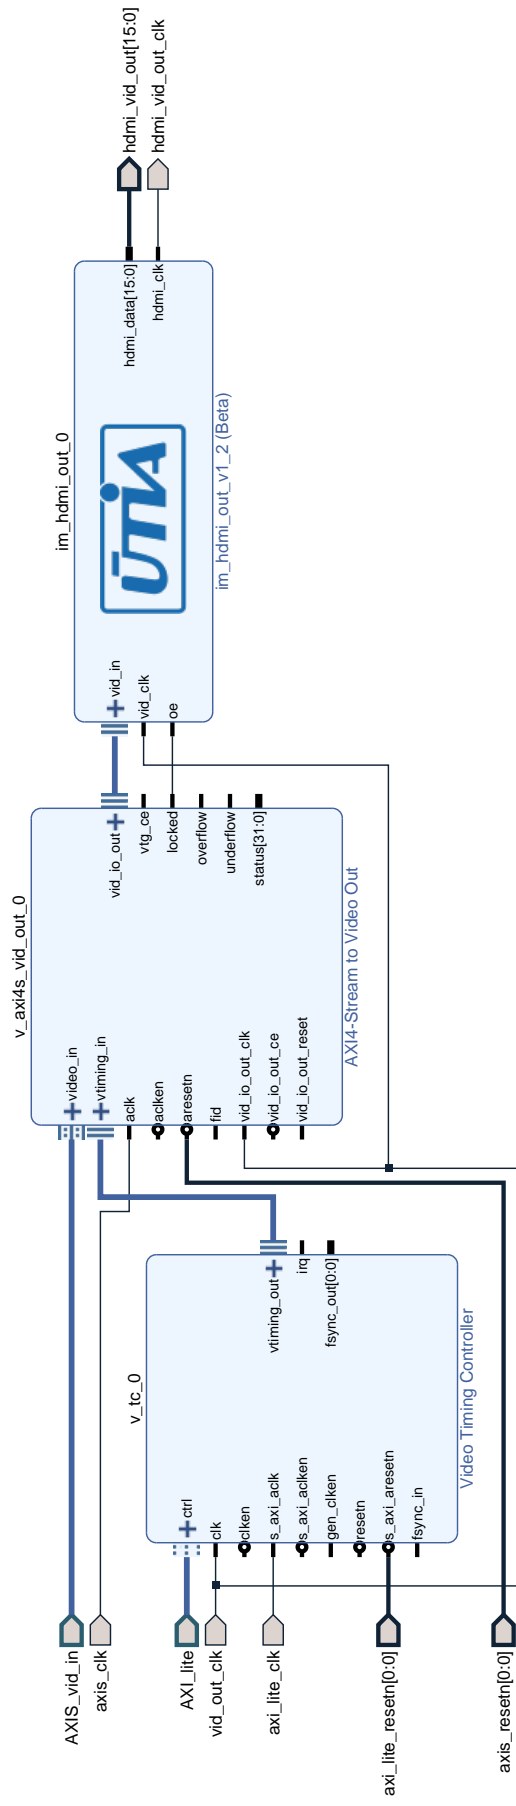 AXIS_vid_in
axis_clk
AXI_lite
vid_out_clk
axi_lite_clk
axi_lite_resetn[0:0]
axis_resetn[0:0]
v_tc_0
ctrl
clk
clken
s_axi_aclk
s_axi_aclken
gen_clken
resetn
s_axi_aresetn
fsync_in
vtiming_out
irq
fsync_out[0:0]
Video Timing Controller
v_axi4s_vid_out_0
video_in
vtiming_in
aclk
aclken
aresetn
fid
vid_io_out_clk
vid_io_out_ce
vid_io_out_reset
vid_io_out
vtg_ce
locked
overflow
underflow
status[31:0]
AXI4-Stream to Video Out
im_hdmi_out_0
vid_in
vid_clk
oe
ŪTIA
hdmi_data[15:0]
hdmi_clk
im_hdmi_out_v1_2 (Beta)
hdmi_vid_out[15:0]
hdmi_vid_out_clk